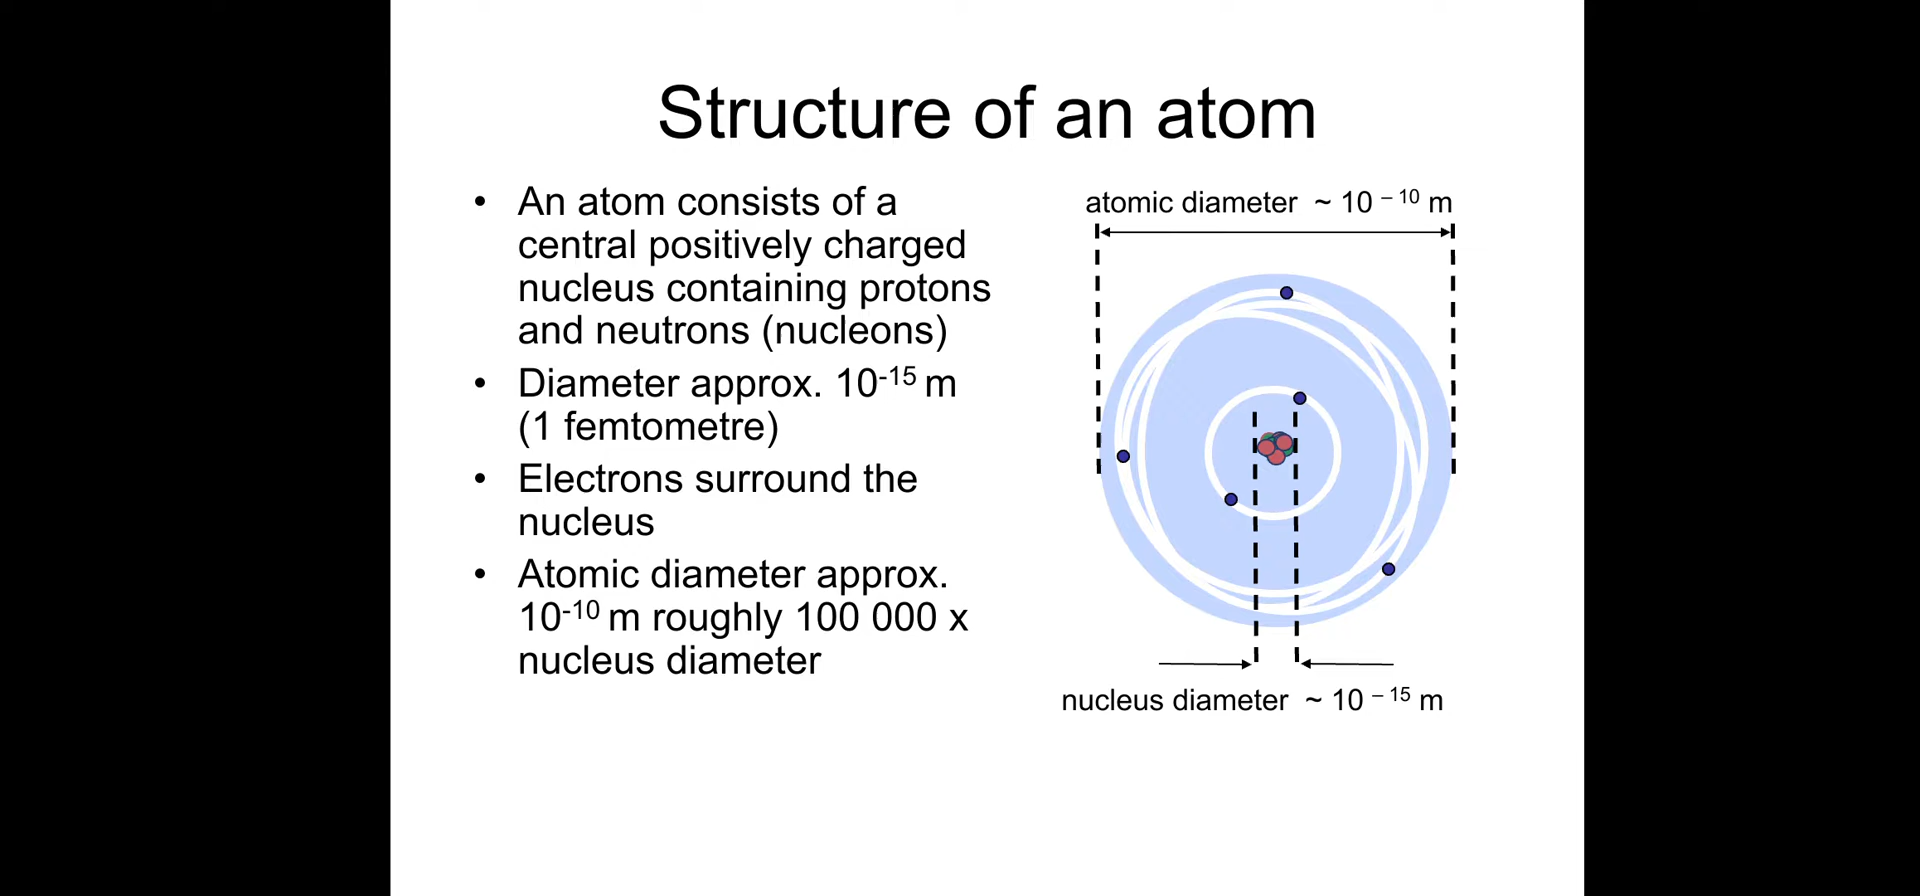 Structure of an atom
• An atom consists of a
central positively charged
nucleus containing protons
and neutrons (nucleons)
• Diameter approx. 10⁻¹⁵ m
(1 femtometre)
• Electrons surround the
nucleus
• Atomic diameter approx.
10⁻¹⁰ m roughly 100 000 x
nucleus diameter
atomic diameter ~ 10 ⁻ ¹⁰ m
nucleus diameter ~ 10 ⁻ ¹⁵ m